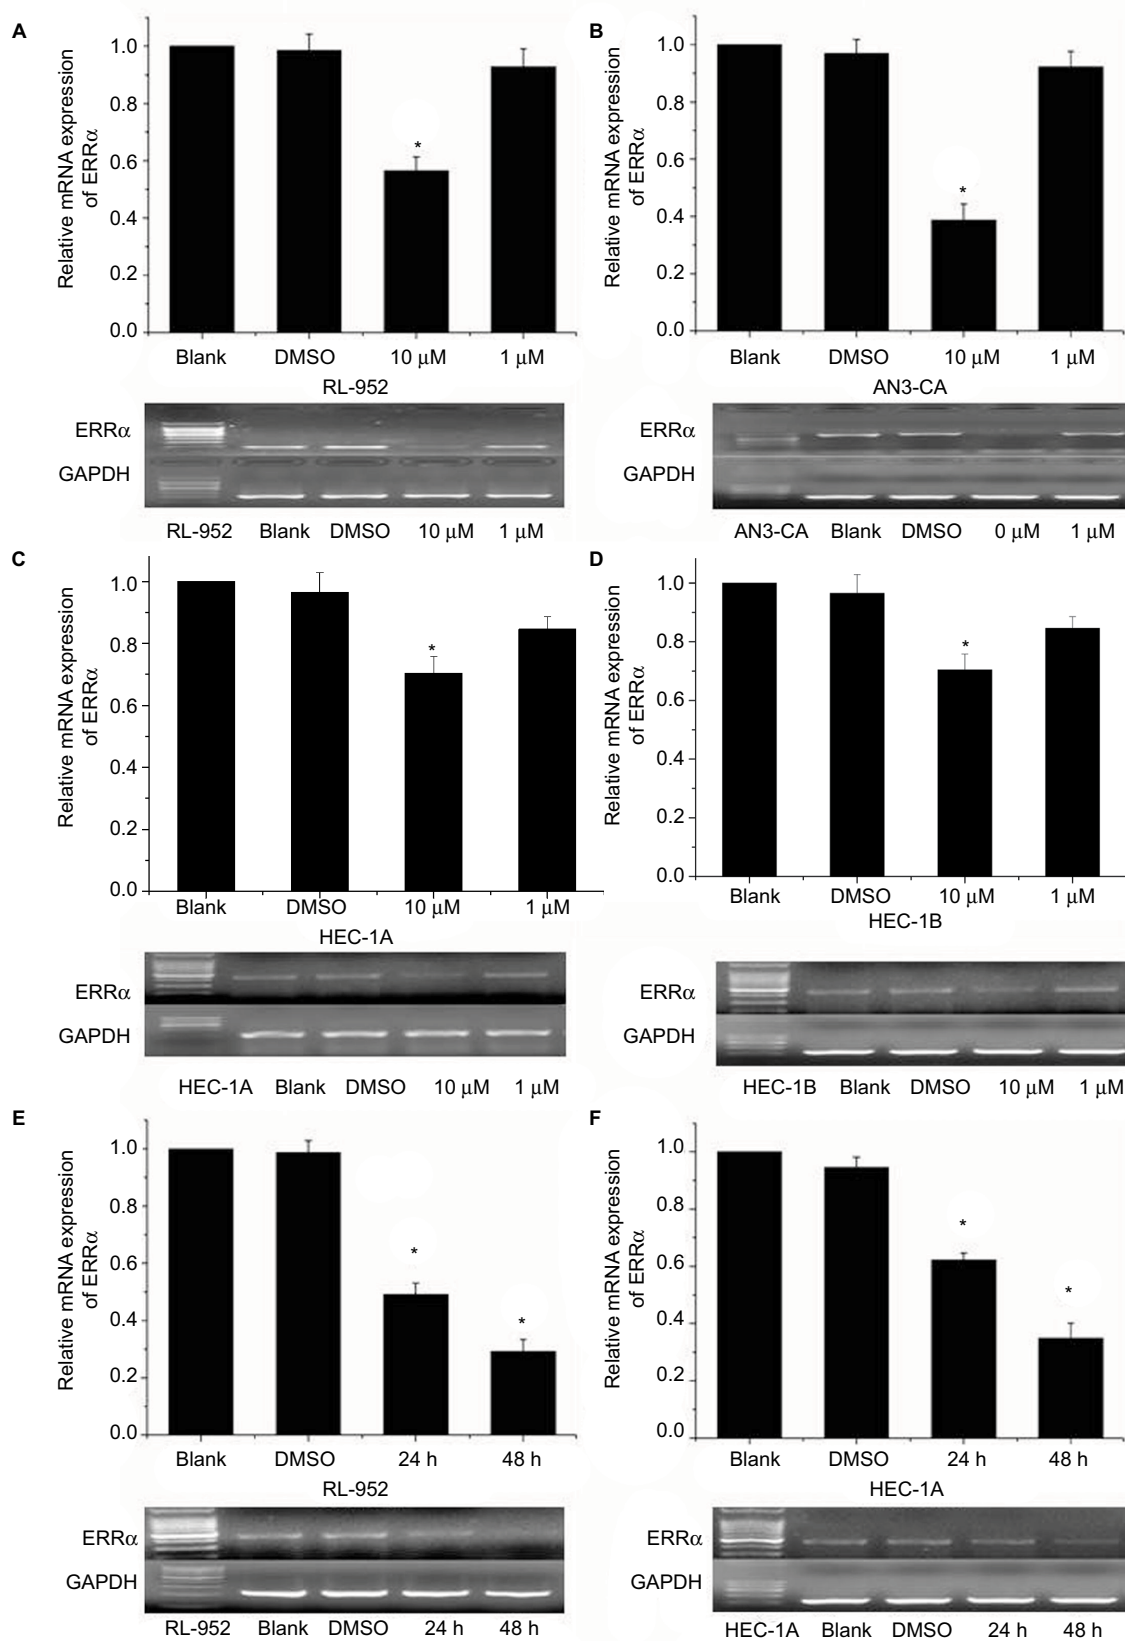 A
Relative mRNA expression
of ERRα
1.0
0.8
0.6
0.4
0.2
0.0
*
Blank DMSO 10 μM 1 μM
RL-952
ERRα
GAPDH
RL-952 Blank DMSO 10 μM 1 μM
B
Relative mRNA expression
of ERRα
1.0
0.8
0.6
0.4
0.2
0.0
*
Blank DMSO 10 μM 1 μM
AN3-CA
ERRα
GAPDH
AN3-CA Blank DMSO 0 μM 1 μM
C
Relative mRNA expression
of ERRα
1.0
0.8
0.6
0.4
0.2
0.0
*
Blank DMSO 10 μM 1 μM
HEC-1A
ERRα
GAPDH
HEC-1A Blank DMSO 10 μM 1 μM
D
Relative mRNA expression
of ERRα
1.0
0.8
0.6
0.4
0.2
0.0
*
Blank DMSO 10 μM 1 μM
HEC-1B
ERRα
GAPDH
HEC-1B Blank DMSO 10 μM 1 μM
E
Relative mRNA expression
of ERRα
1.0
0.8
0.6
0.4
0.2
0.0
*
*
Blank DMSO 24 h 48 h
RL-952
ERRα
GAPDH
RL-952 Blank DMSO 24 h 48 h
F
Relative mRNA expression
of ERRα
1.0
0.8
0.6
0.4
0.2
0.0
*
*
Blank DMSO 24 h 48 h
HEC-1A
ERRα
GAPDH
HEC-1A Blank DMSO 24 h 48 h